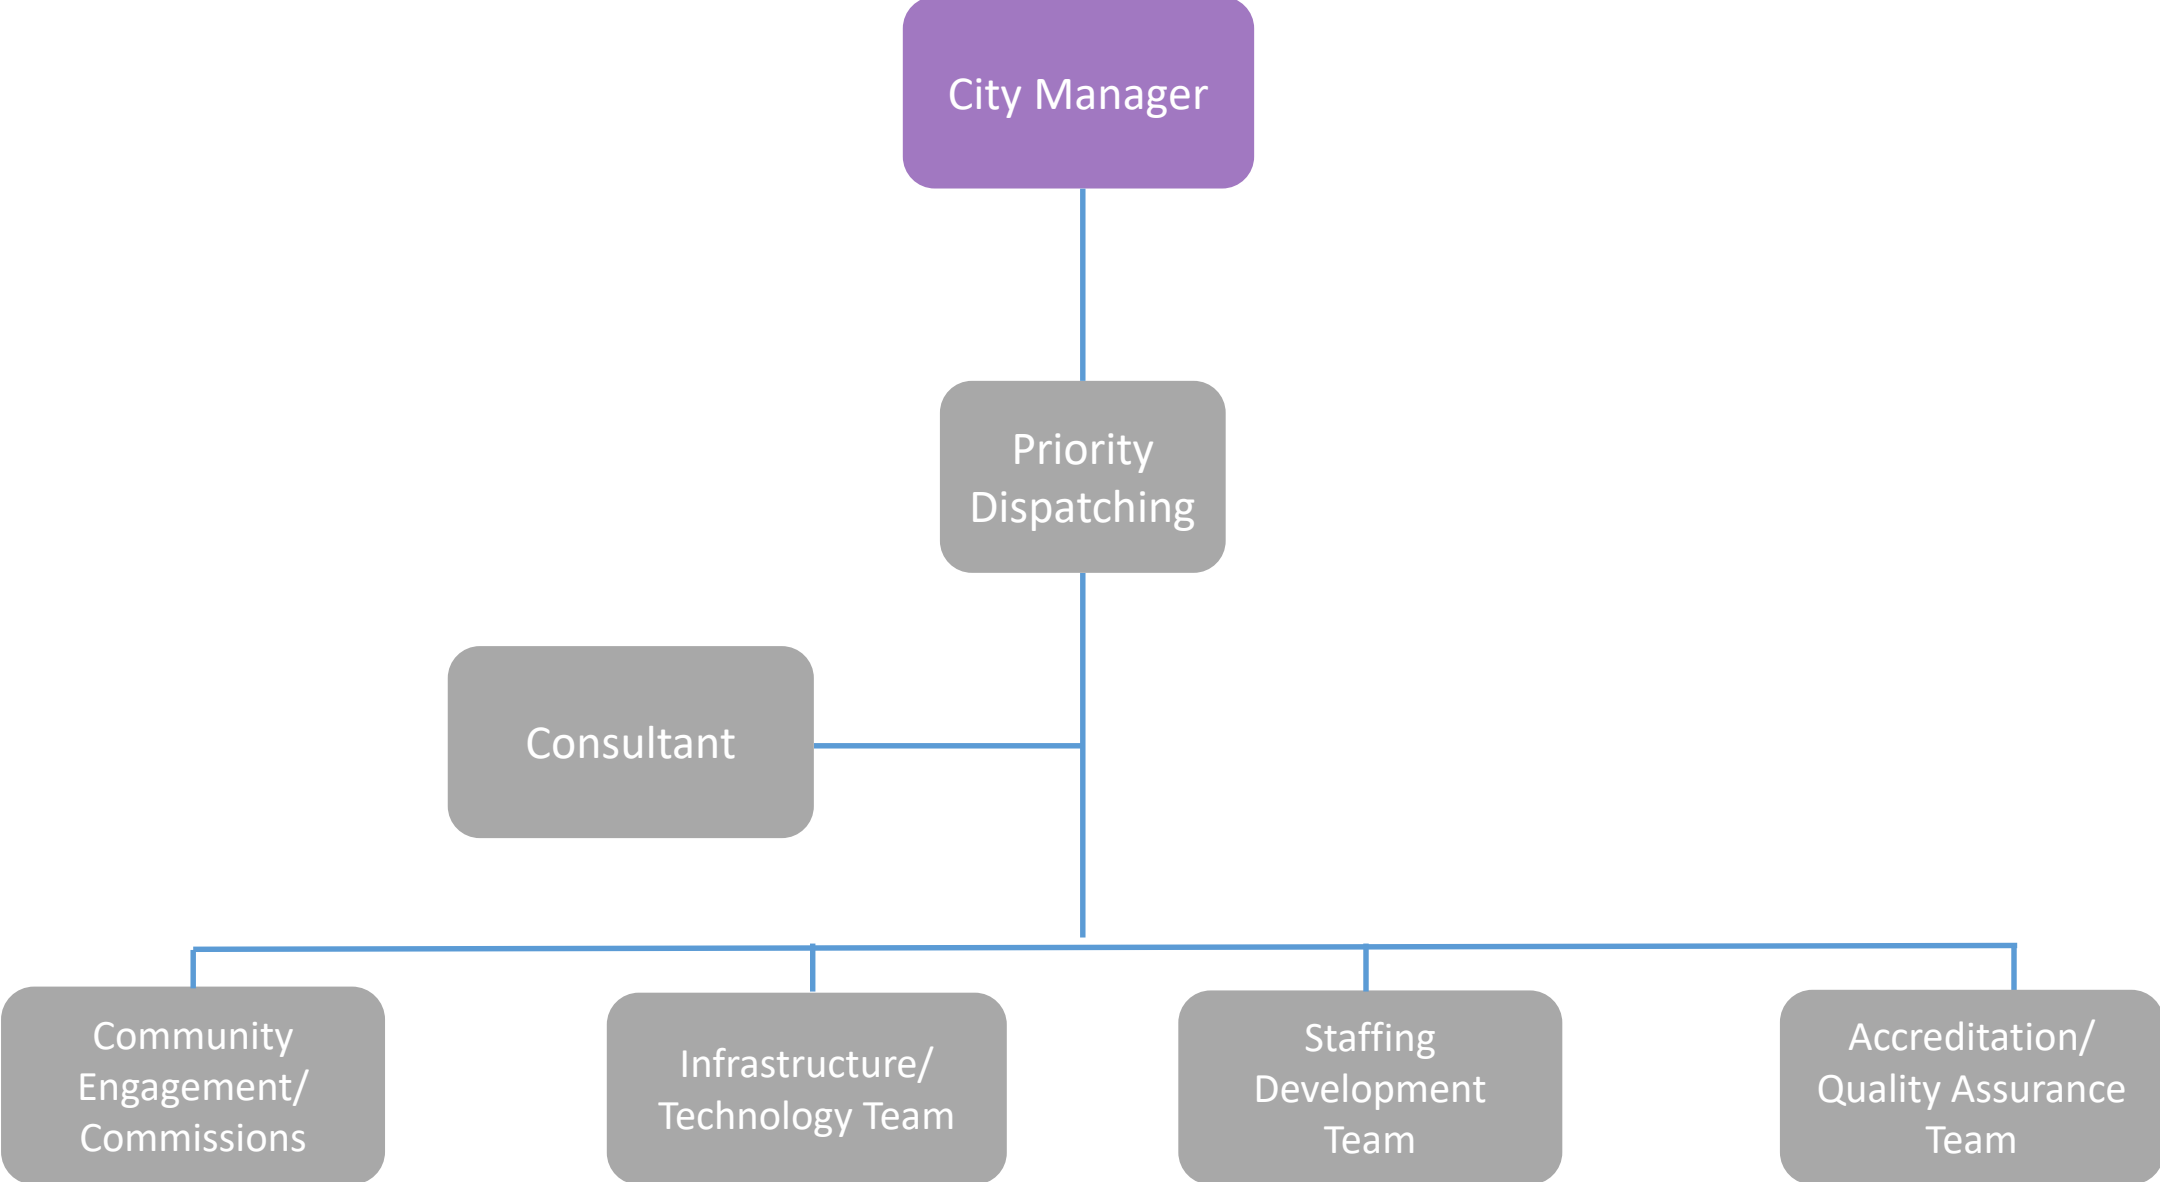 City Manager
Priority
Dispatching
Consultant
Community
Engagement/
Commissions
Infrastructure/
Technology Team
Staffing
Development
Team
Accreditation/
Quality Assurance
Team